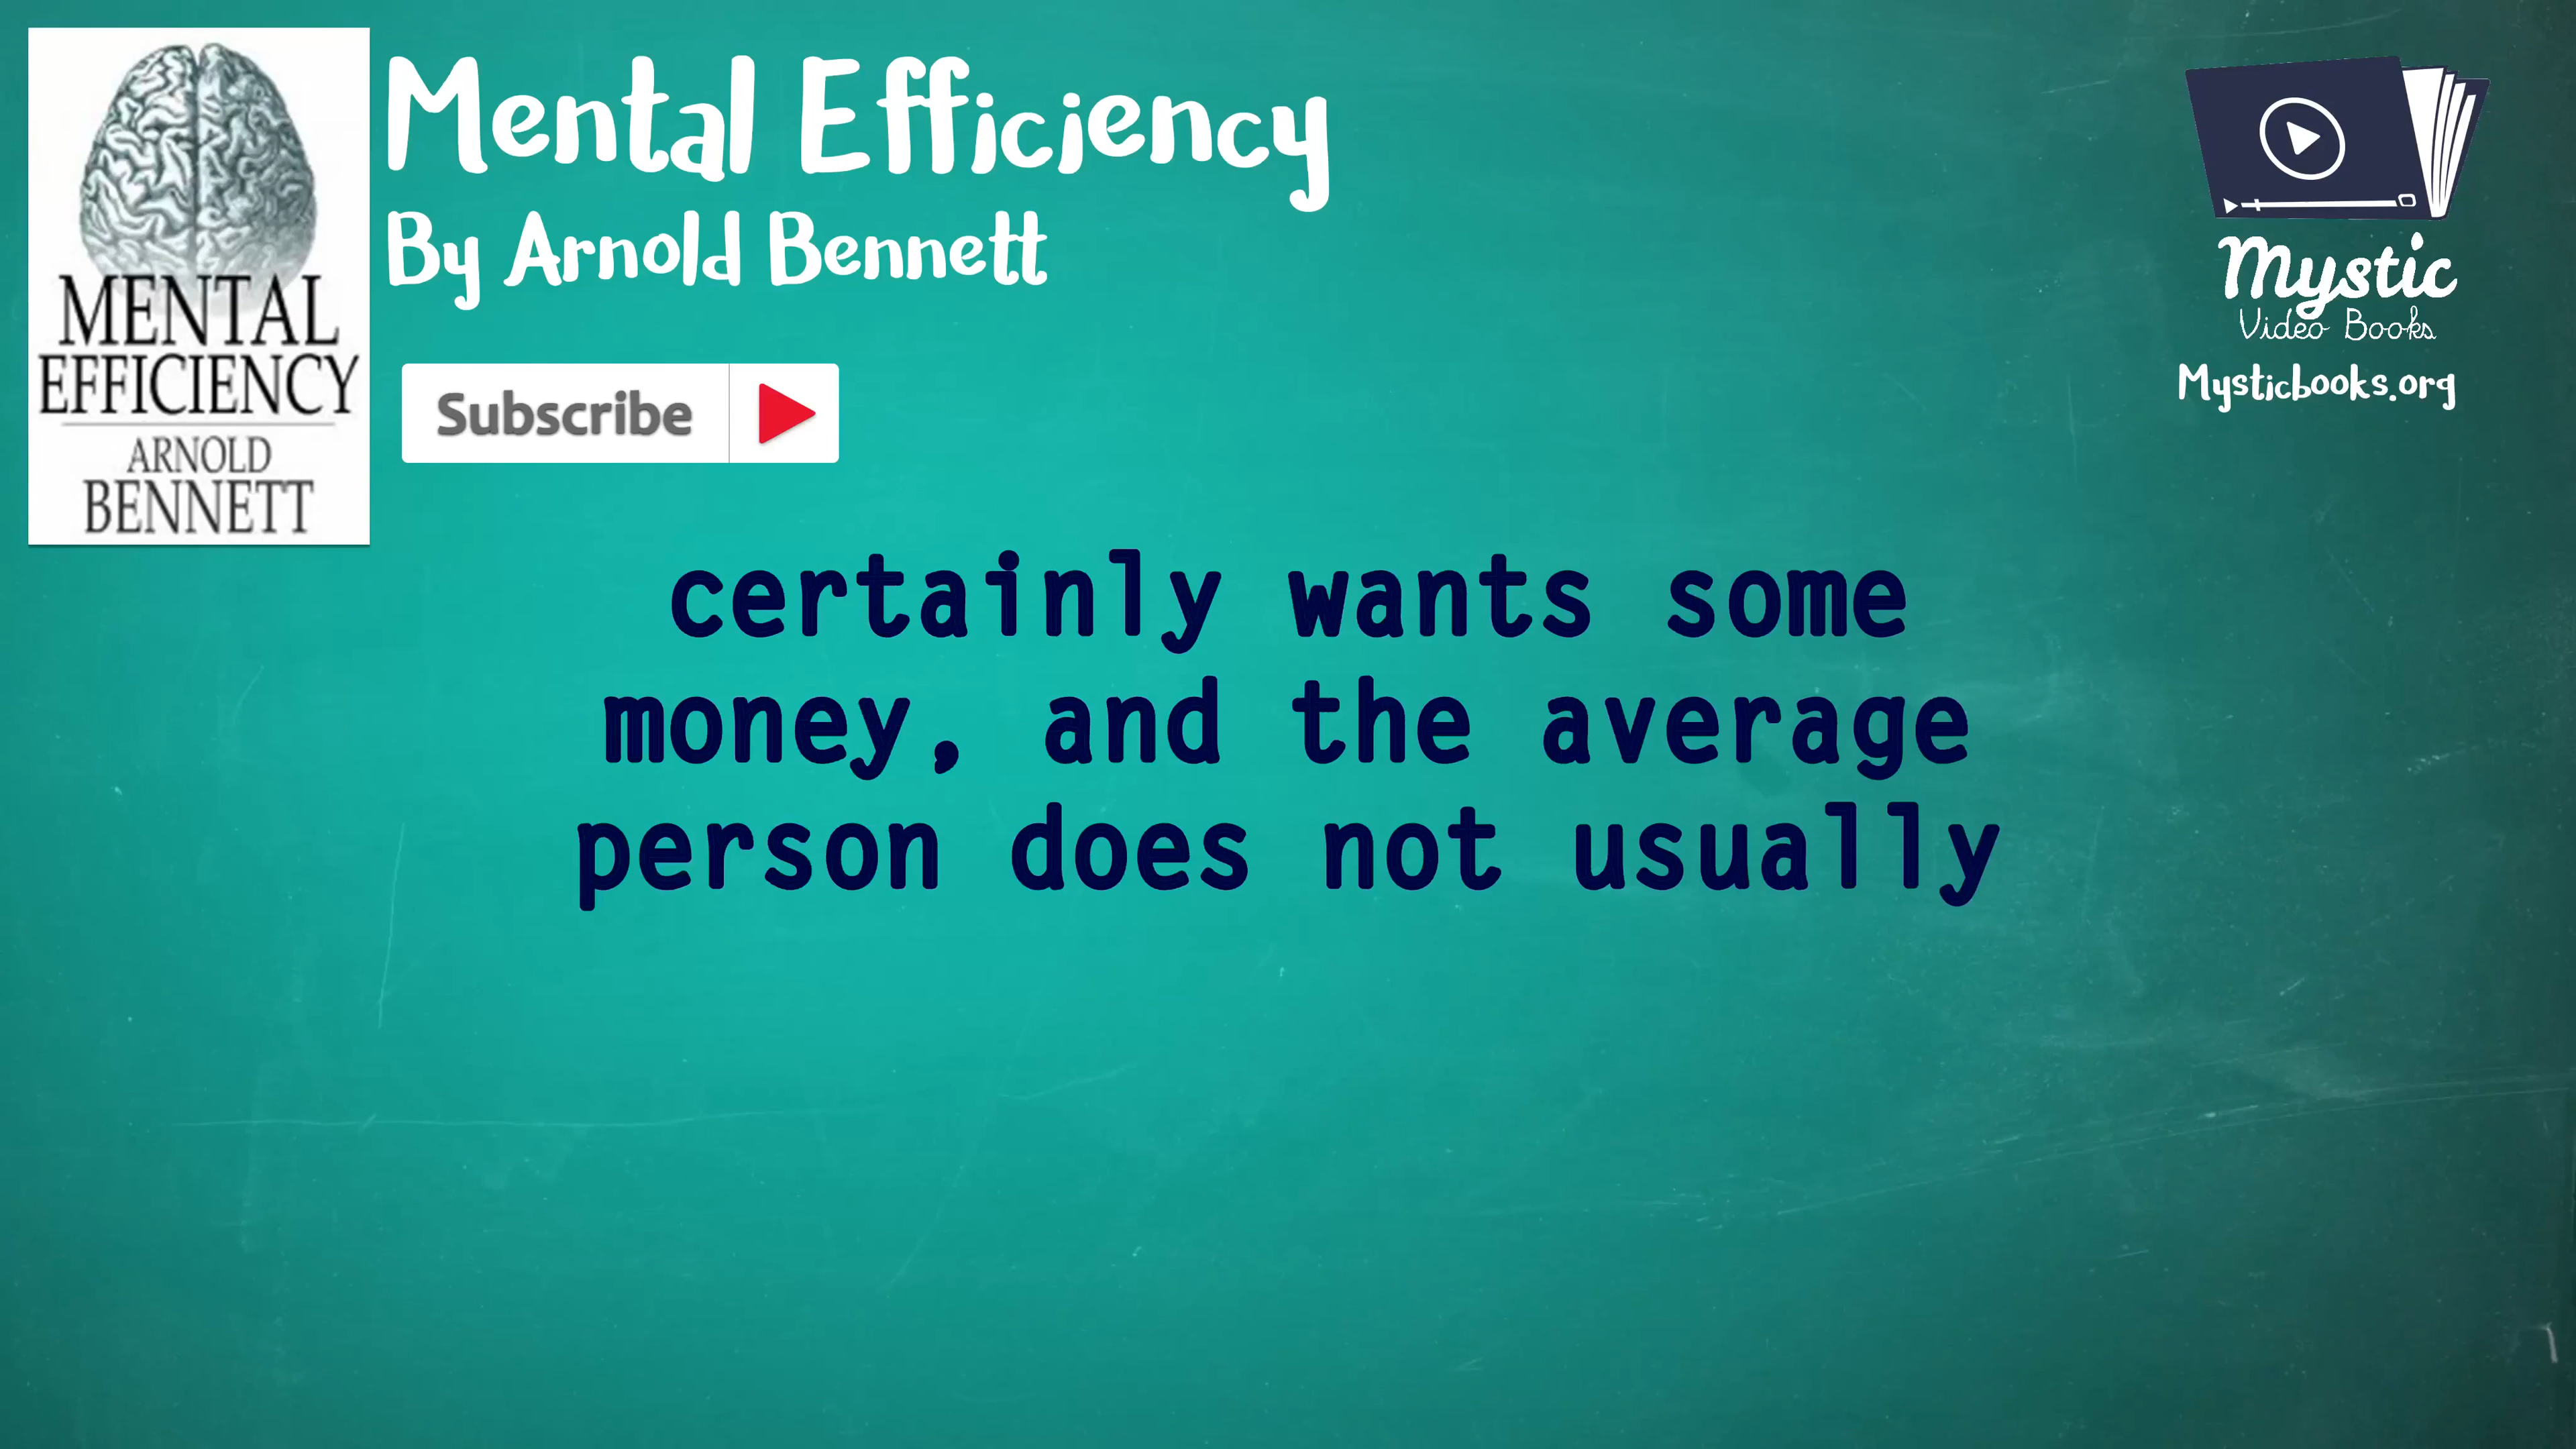 MENTAL
EFFICIENCY
ARNOLD
BENNETT
Mental Efficiency
By Arnold Bennett
Subscribe
Mystic
Video Books
Mysticbooks.org
certainly wants some
money, and the average
person does not usually